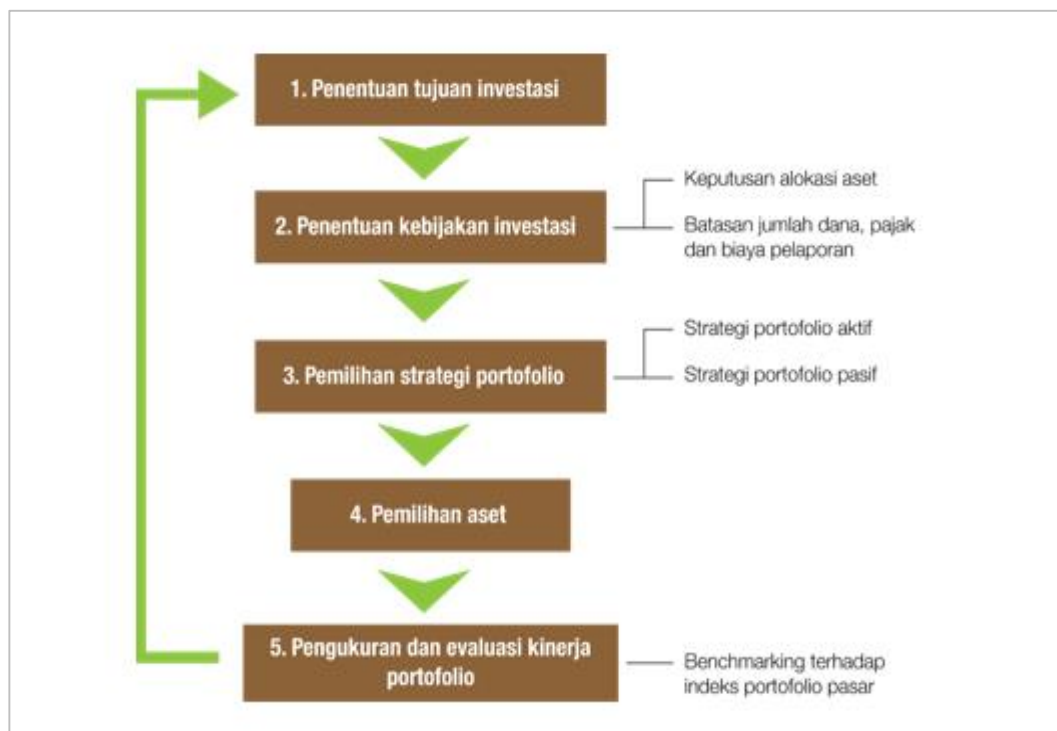 1. Penentuan tujuan investasi
2. Penentuan kebijakan investasi
Keputusan alokasi aset
Batasan jumlah dana, pajak
dan biaya pelaporan
3. Pemilihan strategi portofolio
Strategi portofolio aktif
Strategi portofolio pasif
4. Pemilihan aset
5. Pengukuran dan evaluasi kinerja
portofolio
Benchmarking terhadap
indeks portofolio pasar